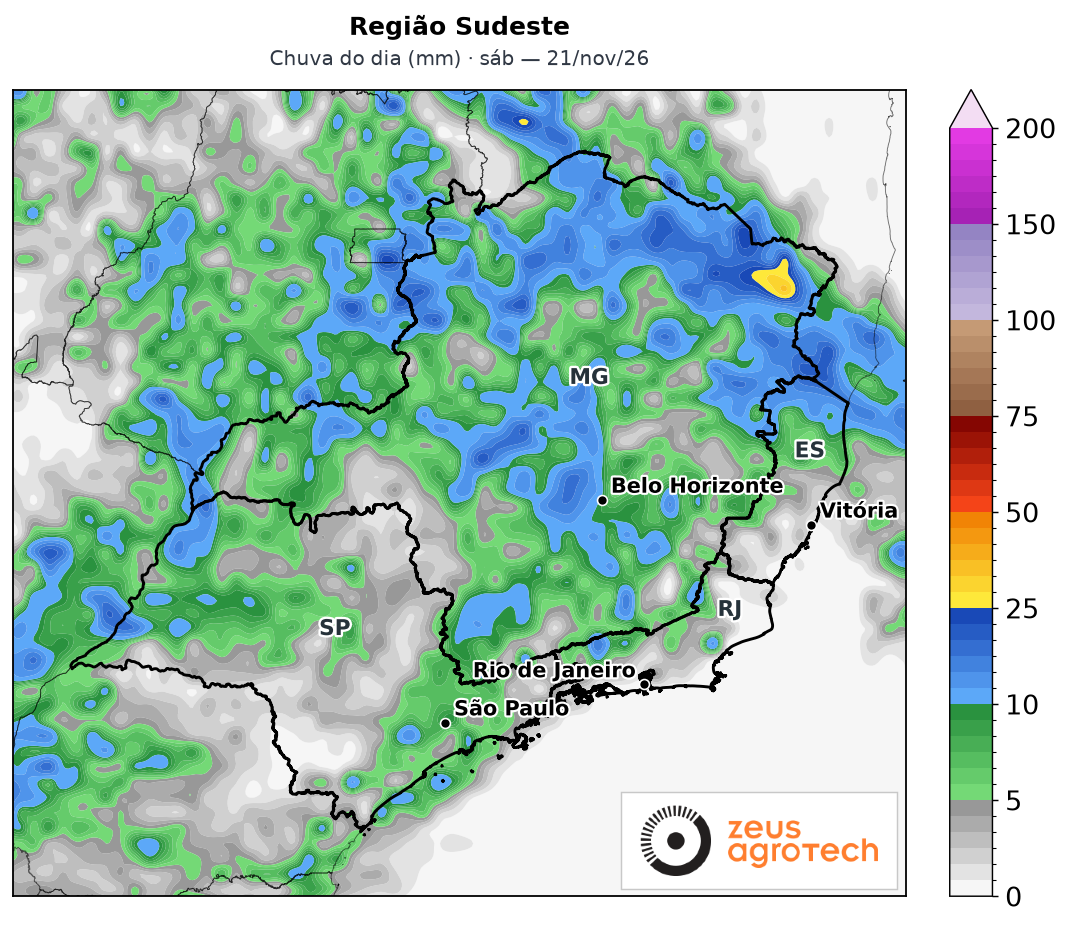 Região Sudeste
Chuva do dia (mm) · sáb — 21/nov/26
200
150
100
75
50
25
10
5
0
MG
ES
Belo Horizonte
Vitória
RJ
SP
Rio de Janeiro
São Paulo
zeus
agrotech